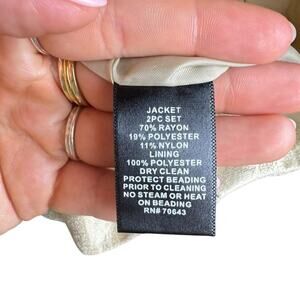 JACKET
2PC SET
70% RAYON
19% POLYESTER
11% NYLON
LINING
100% POLYESTER
DRY CLEAN
PROTECT BEADING
PRIOR TO CLEANING
NO STEAM OR HEAT
ON BEADING
RN# 70643